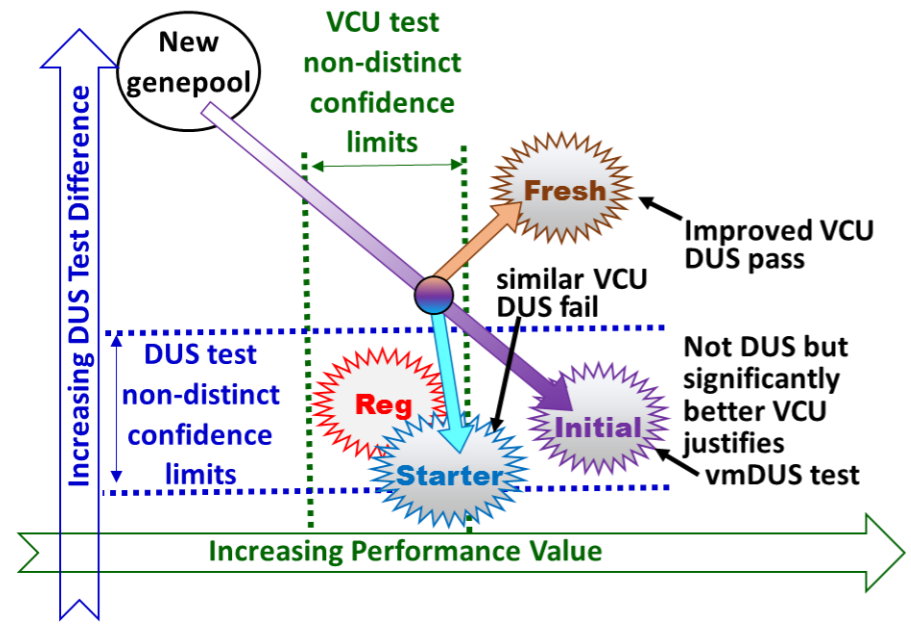 New
genepool
VCU test
non-distinct
confidence
limits
Increasing DUS Test Difference
Fresh
Improved VCU
DUS pass
similar VCU
DUS fail
DUS test
non-distinct
confidence
limits
Reg
Starter
Initial
Not DUS but
significantly
better VCU
justifies
vmDUS test
Increasing Performance Value